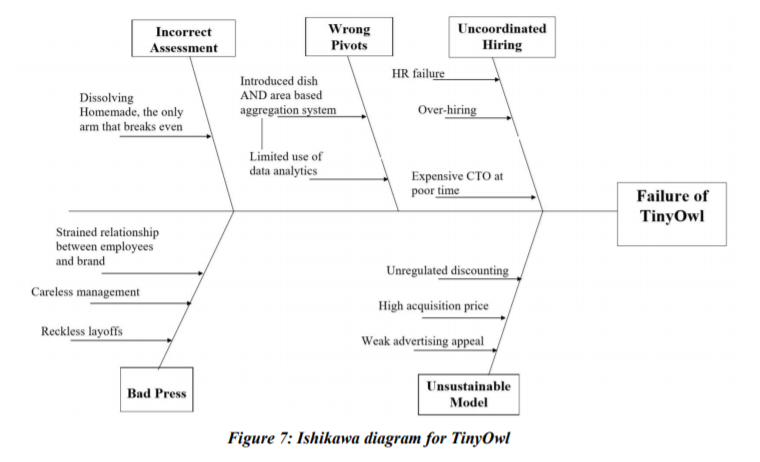 Incorrect
Assessment
Wrong
Pivots
Uncoordinated
Hiring
Dissolving
Homemade, the only
arm that breaks even
Introduced dish
AND area based
aggregation system
Limited use of
data analytics
HR failure
Over-hiring
Expensive CTO at
poor time
Failure of
TinyOwl
Strained relationship
between employees
and brand
Careless management
Reckless layoffs
Unregulated discounting
High acquisition price
Weak advertising appeal
Bad Press
Unsustainable
Model
Figure 7: Ishikawa diagram for TinyOwl